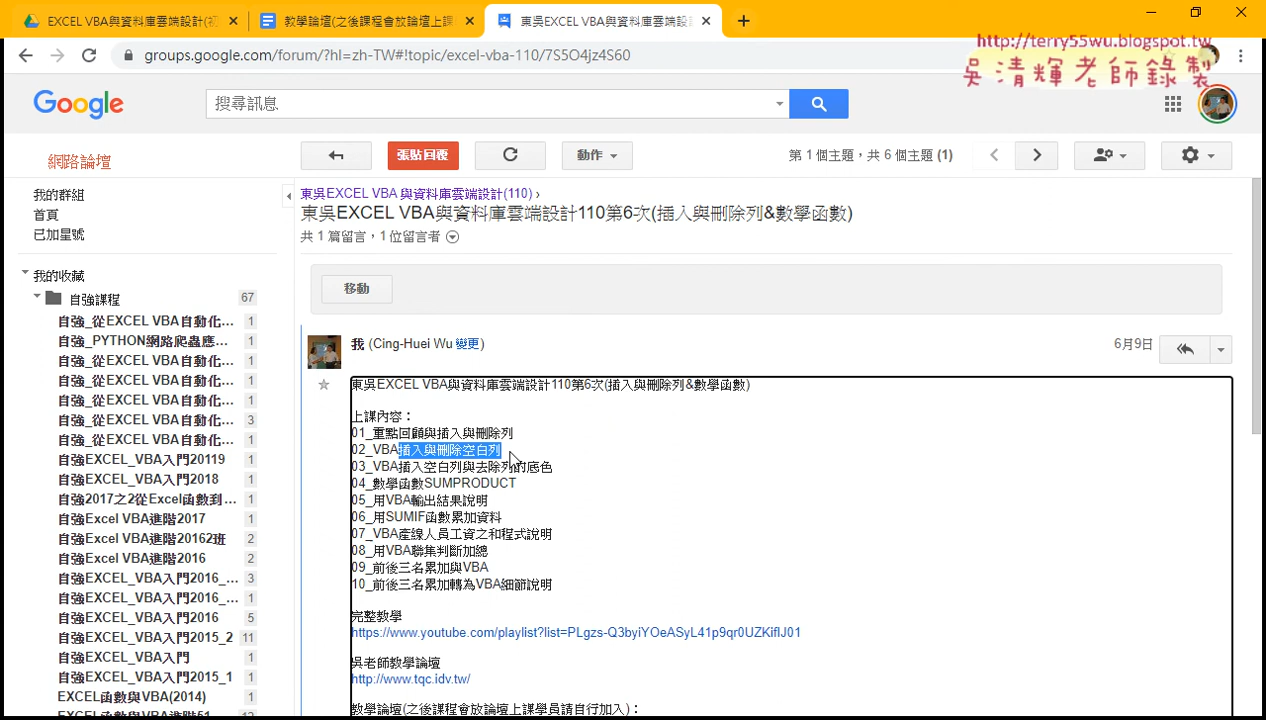 EXCEL VBA與資料庫雲端設計(初
教學論壇(之後課程會放論壇上課
東吳EXCEL VBA與資料庫雲端設
groups.google.com/forum/?hl=zh-TW#!topic/excel-vba-110/7S5O4jz4S60
http://terry55wu.blogspot.tw
吳清輝老師錄製
Google
搜尋訊息
網路論壇
張貼回覆
動作
第 1 個主題，共 6 個主題 (1)
我的群組
首頁
已加星號
我的收藏
自強課程 67
自強_從EXCEL VBA自動化... 1
自強_PYTHON網路爬蟲應... 1
自強_從EXCEL VBA自動化... 1
自強_從EXCEL VBA自動化... 1
自強_從EXCEL VBA自動化... 1
自強_從EXCEL VBA自動化... 3
自強_從EXCEL VBA自動化... 1
自強EXCEL_VBA入門20119 1
自強EXCEL_VBA入門2018 1
自強2017之2從Excel函數到... 1
自強Excel VBA進階2017 1
自強Excel VBA進階20162班 2
自強Excel VBA進階2016 2
自強EXCEL_VBA入門2016_... 3
自強EXCEL_VBA入門2016_... 1
自強EXCEL_VBA入門2016 5
自強EXCEL_VBA入門2015_2 11
自強EXCEL_VBA入門 1
自強EXCEL_VBA入門2015_1 1
EXCEL函數與VBA(2014) 1
EXCEL函數與VBA進階51 12
東吳EXCEL VBA 與資料庫雲端設計(110) ›
東吳EXCEL VBA與資料庫雲端設計110第6次(插入與刪除列&數學函數)
共 1 篇留言，1 位留言者
移動
我 (Cing-Huei Wu 變更)
6月9日
東吳EXCEL VBA與資料庫雲端設計110第6次(插入與刪除列&數學函數)
上課內容：
01_重點回顧與插入與刪除列
02_VBA插入與刪除空白列
03_VBA插入空白列與去除列的底色
04_數學函數SUMPRODUCT
05_用VBA輸出結果說明
06_用SUMIF函數累加資料
07_VBA產線人員工資之和程式說明
08_用VBA聯集判斷加總
09_前後三名累加與VBA
10_前後三名累加轉為VBA細節說明
完整教學
https://www.youtube.com/playlist?list=PLgzs-Q3byiYOeASyL41p9qr0UZKifIJ01
吳老師教學論壇
http://www.tqc.idv.tw/
教學論壇(之後課程會放論壇上課學員請自行加入)：